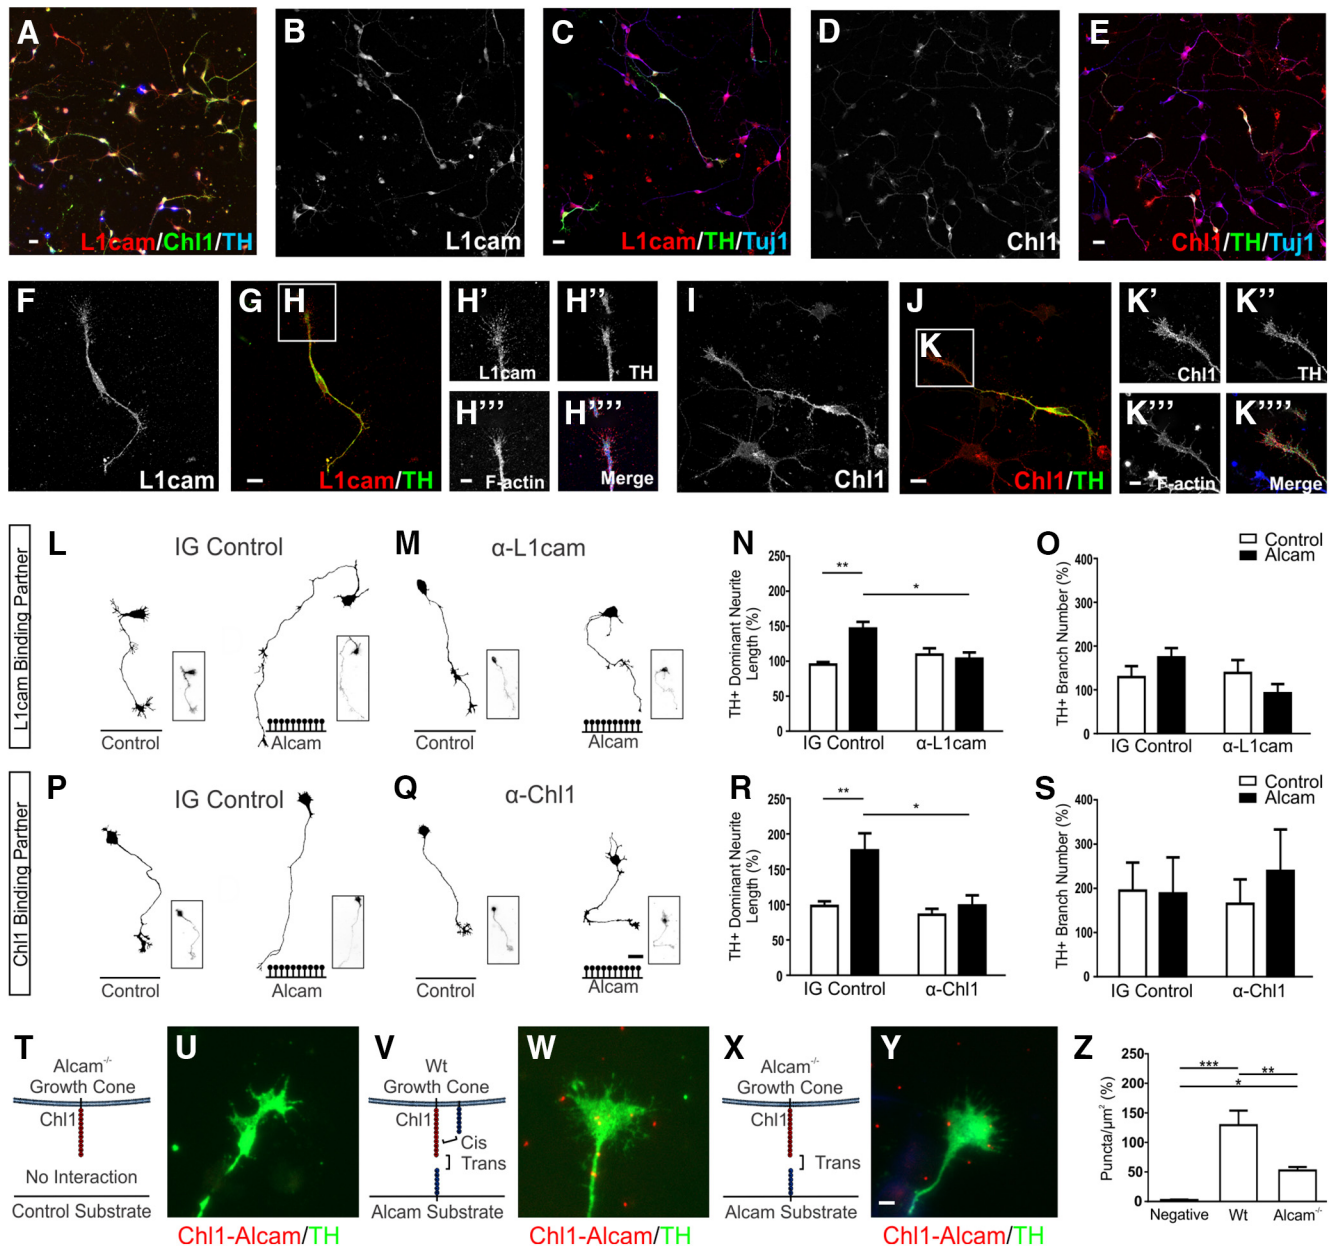 A
L1cam/Chl1/TH
B
L1cam
C
L1cam/TH/Tuj1
D
Chl1
E
Chl1/TH/Tuj1
F
L1cam
G
H
L1cam/TH
H’
L1cam
H’’
TH
H’’’
F-actin
H’’’’
Merge
I
Chl1
J
K
Chl1/TH
K’
Chl1
K’’
TH
K’’’
F-actin
K’’’’
Merge
L1cam Binding Partner
L
IG Control
Control
Alcam
M
α-L1cam
Control
Alcam
N
TH+ Dominant Neurite
Length (%)
250
200
150
100
50
0
**
*
IG Control
α-L1cam
O
Control
Alcam
TH+ Branch Number (%)
400
300
200
100
0
IG Control
α-L1cam
Chl1 Binding Partner
P
IG Control
Control
Alcam
Q
α-Chl1
Control
Alcam
R
TH+ Dominant Neurite
Length (%)
250
200
150
100
50
0
**
*
IG Control
α-Chl1
S
Control
Alcam
TH+ Branch Number (%)
400
300
200
100
0
IG Control
α-Chl1
T
Alcam-/-
Growth Cone
Chl1
No Interaction
Control Substrate
U
Chl1-Alcam/TH
V
Wt
Growth Cone
Chl1
Cis
Trans
Alcam Substrate
W
Chl1-Alcam/TH
X
Alcam-/-
Growth Cone
Chl1
Trans
Alcam Substrate
Y
Chl1-Alcam/TH
Z
Puncta/μm² (%)
250
200
150
100
50
0
***
**
*
Negative
Wt
Alcam-/-